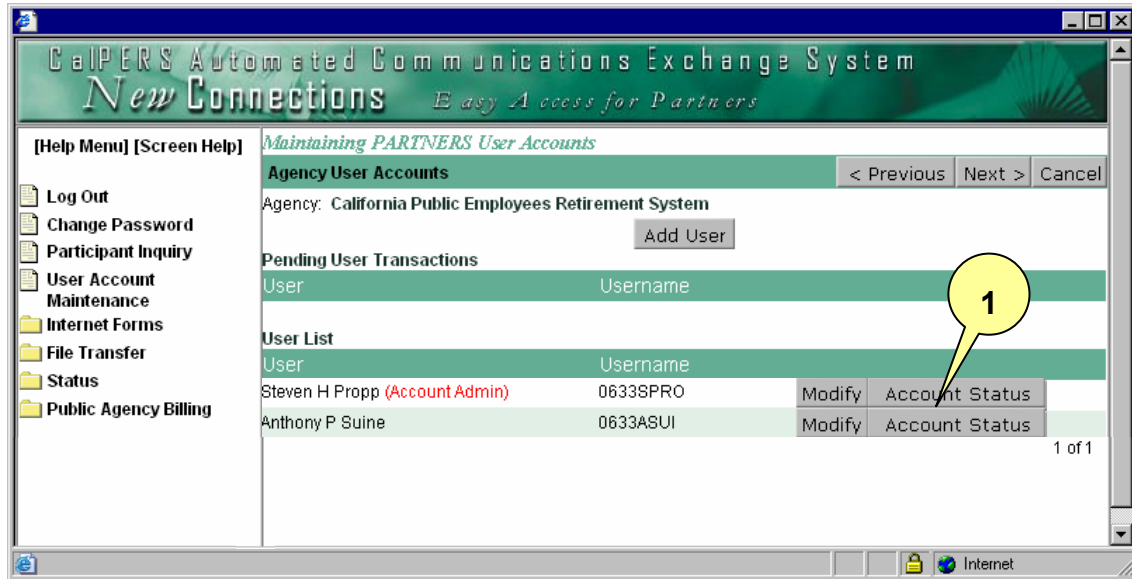 CalPERS Automated Communications Exchange System
New Connections Easy Access for Partners
[Help Menu] [Screen Help]
Log Out
Change Password
Participant Inquiry
User Account
Maintenance
Internet Forms
File Transfer
Status
Public Agency Billing
Maintaining PARTNERS User Accounts
Agency User Accounts < Previous Next > Cancel
Agency: California Public Employees Retirement System
Add User
Pending User Transactions
User Username
1
User List
User Username
Steven H Propp (Account Admin) 0633SPRO Modify Account Status
Anthony P Suine 0633ASUI Modify Account Status
1 of 1
Internet